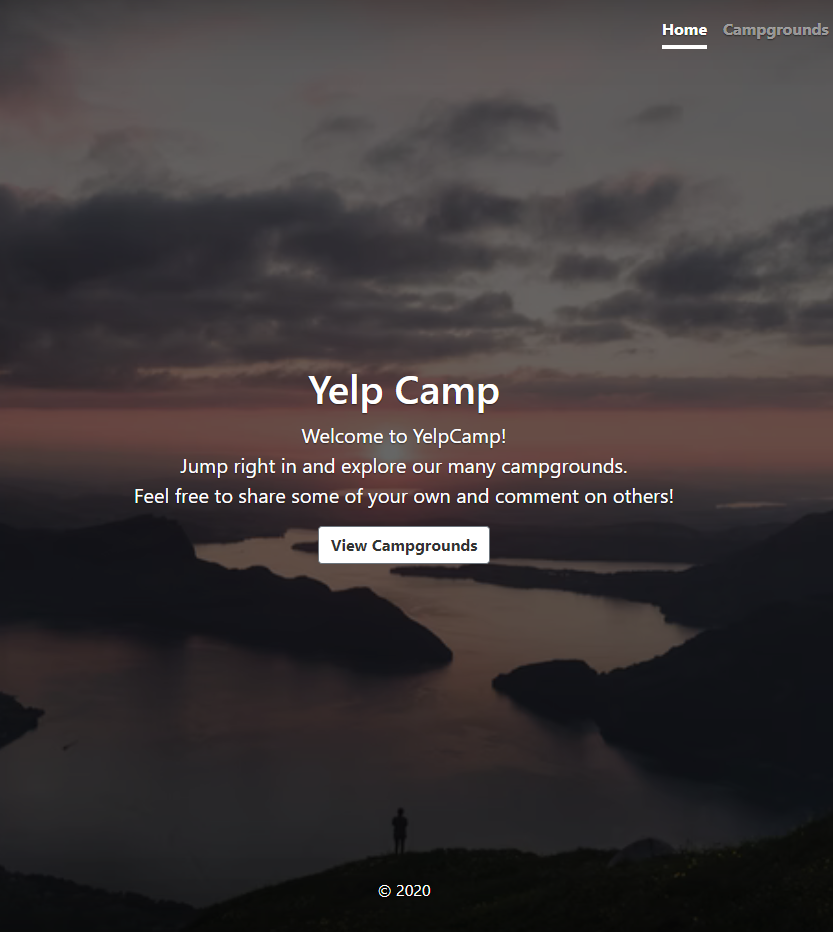 Home Campgrounds
Yelp Camp
Welcome to YelpCamp!
Jump right in and explore our many campgrounds.
Feel free to share some of your own and comment on others!
View Campgrounds
© 2020